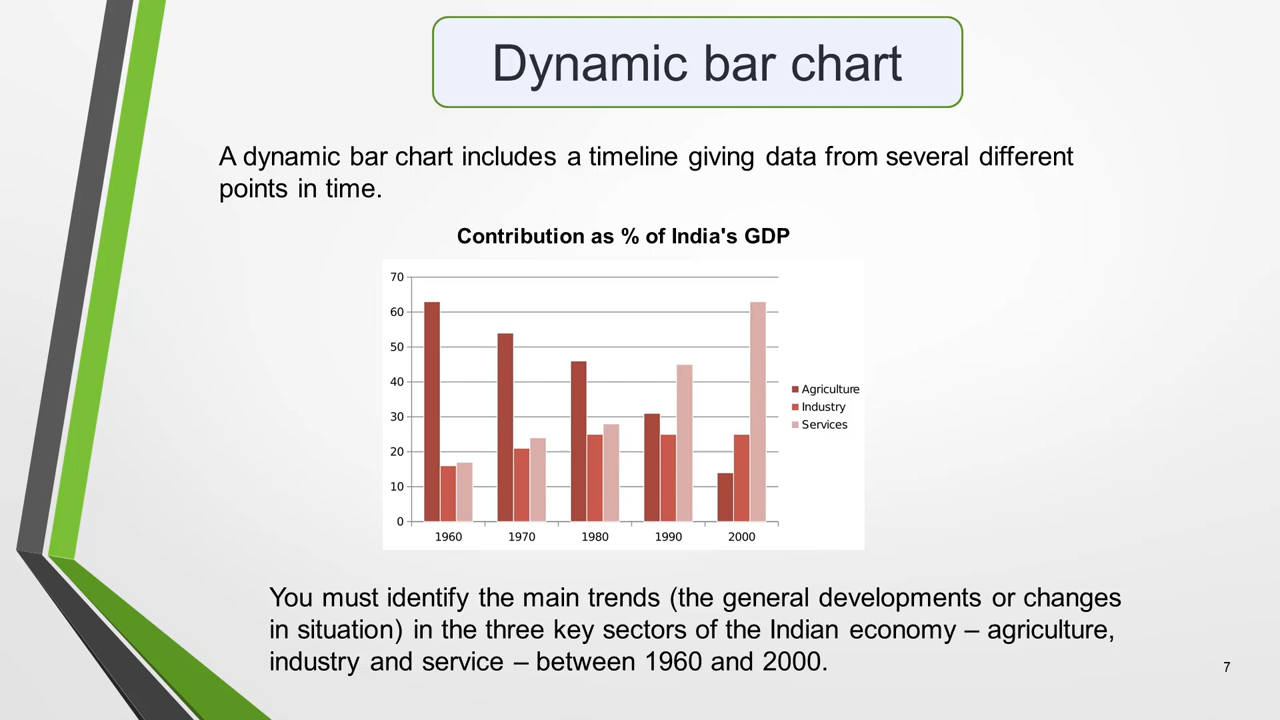 Dynamic bar chart
A dynamic bar chart includes a timeline giving data from several different
points in time.
Contribution as % of India's GDP
70
60
50
40
30
20
10
0
1960 1970 1980 1990 2000
Agriculture
Industry
Services
You must identify the main trends (the general developments or changes
in situation) in the three key sectors of the Indian economy – agriculture,
industry and service – between 1960 and 2000.
7